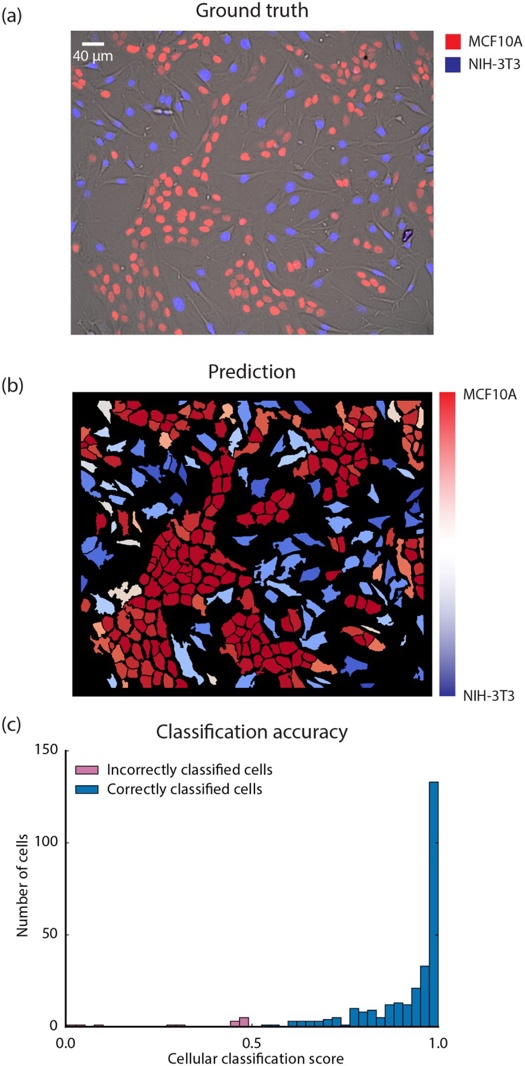 (a)
Ground truth
40 µm
MCF10A
NIH-3T3
(b)
Prediction
MCF10A
NIH-3T3
(c)
Classification accuracy
150
Incorrectly classified cells
Correctly classified cells
100
50
0
Number of cells
0.0
0.5
1.0
Cellular classification score